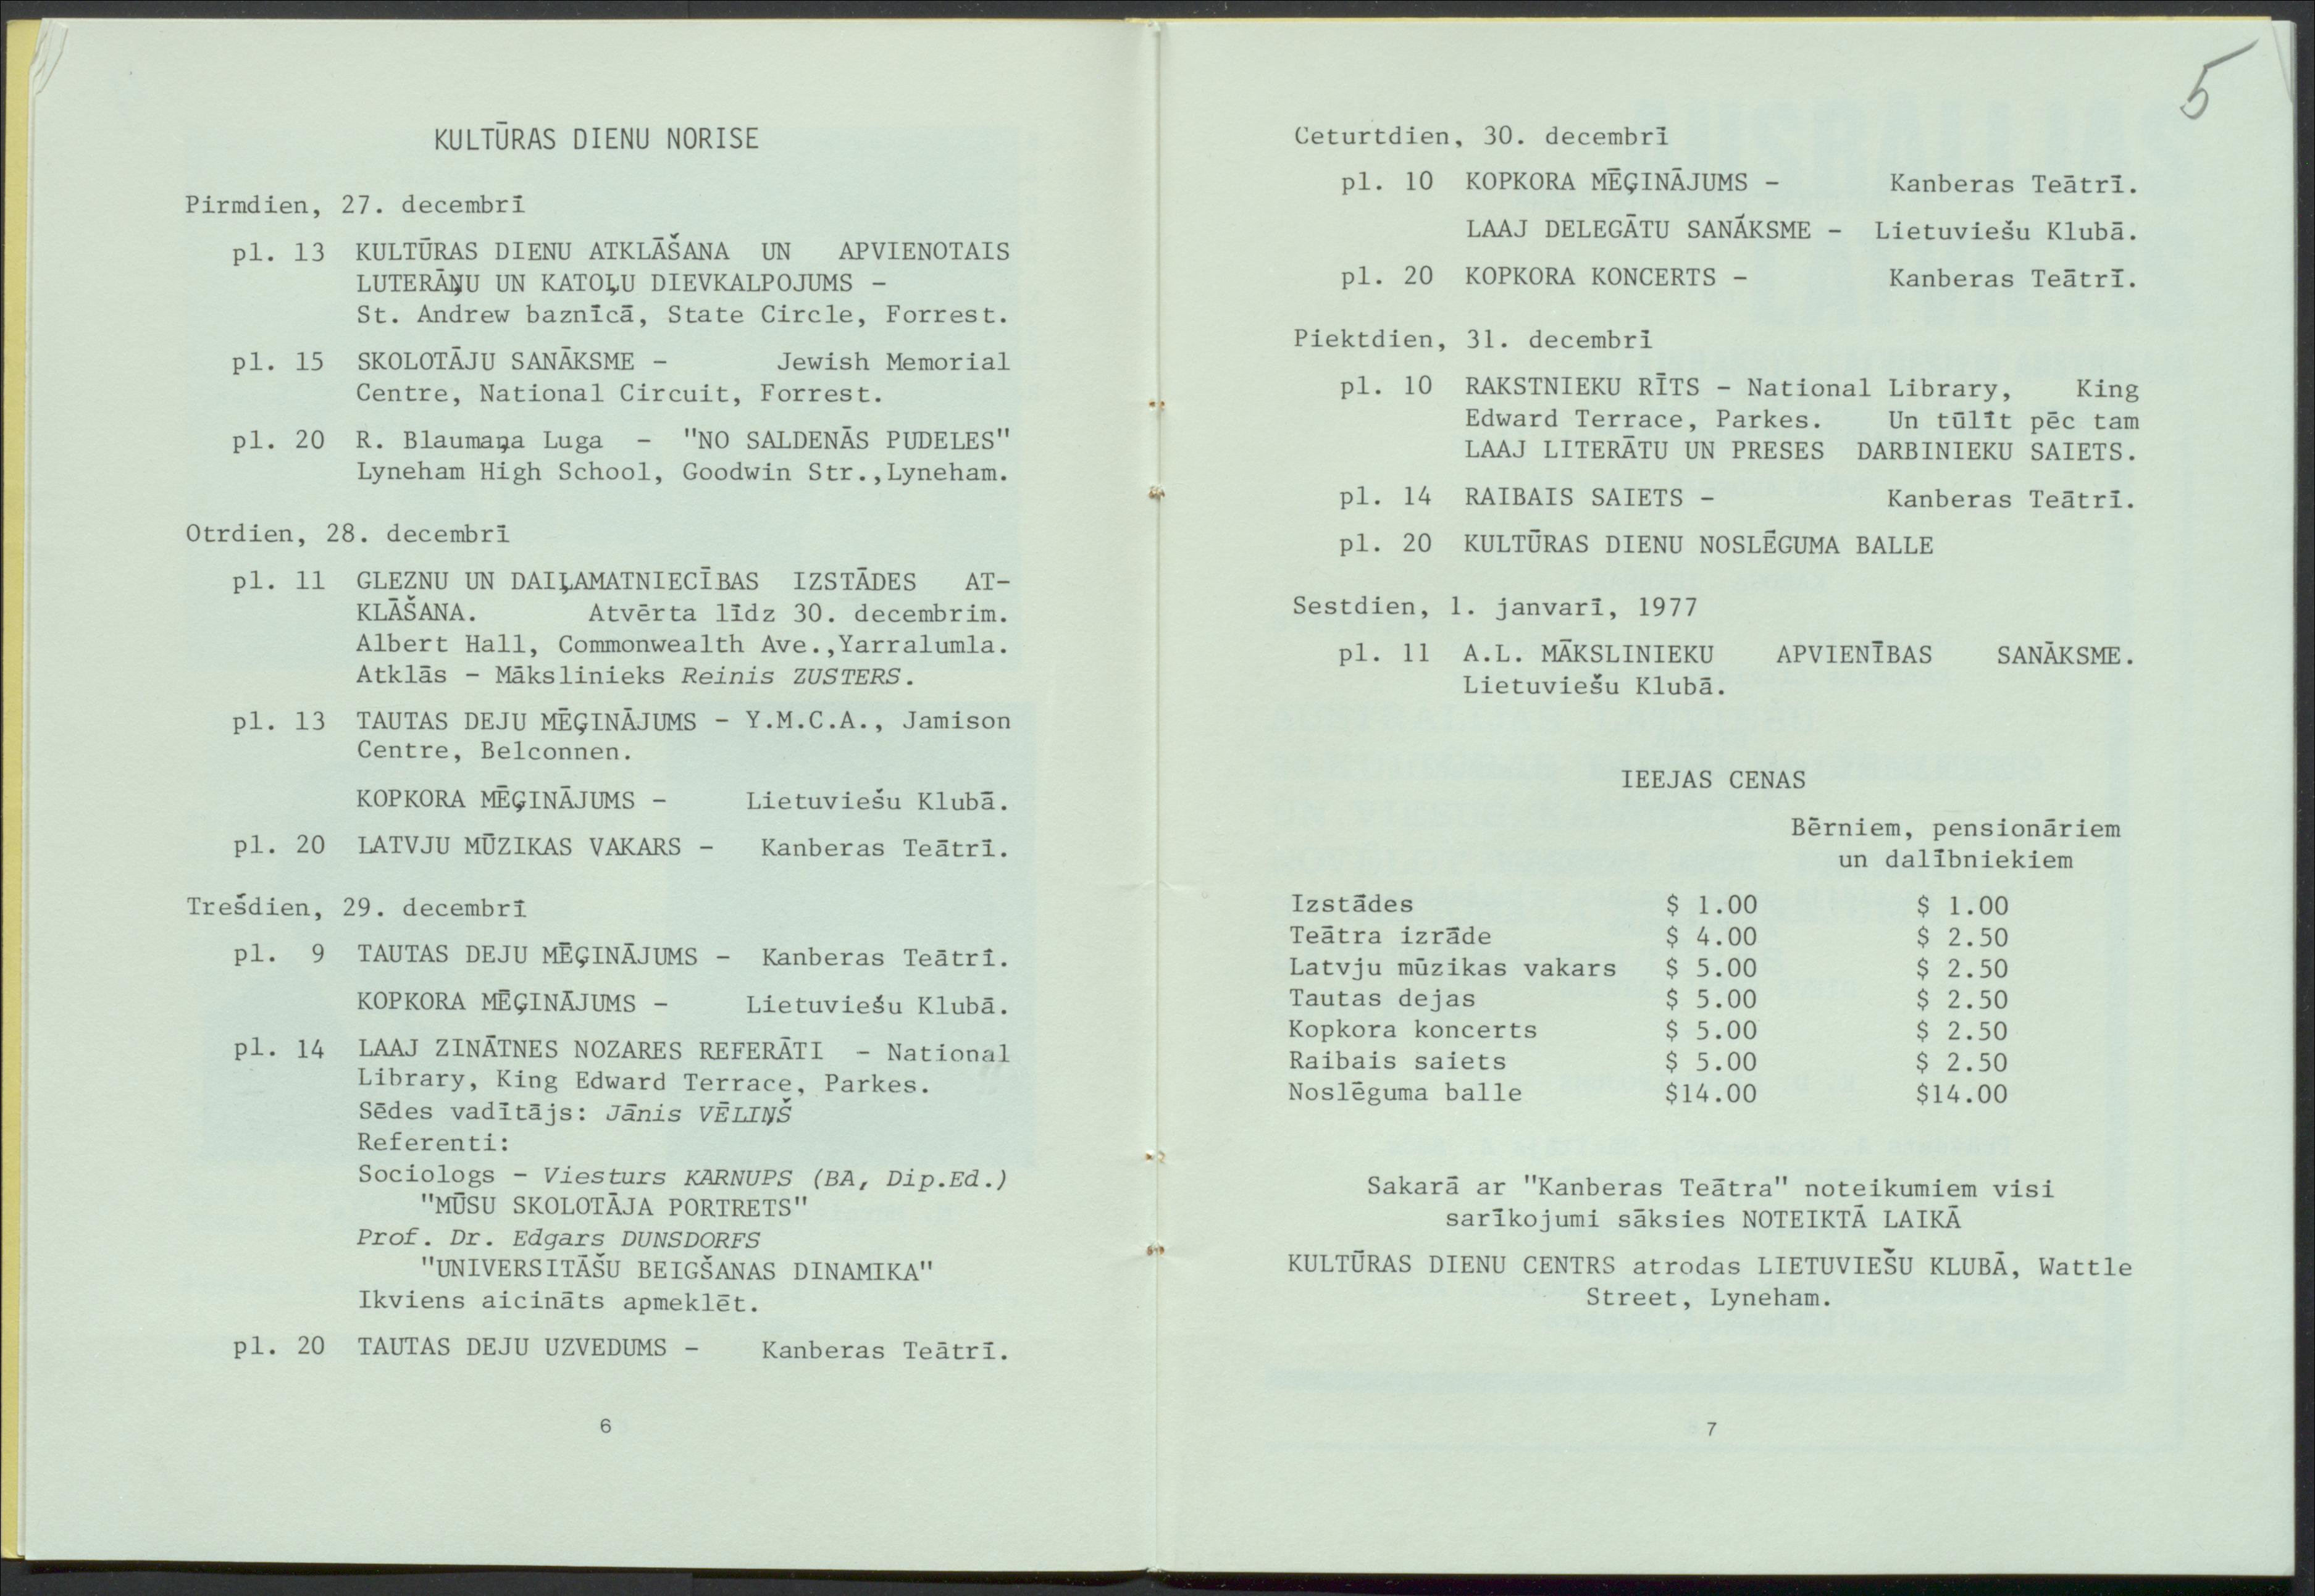 KULTŪRAS DIENU NORISE
Pirmdien, 27. decembrī
pl. 13 KULTŪRAS DIENU ATKLĀŠANA UN APVIENOTAIS
LUTERĀŅU UN KATOĻU DIEVKALPOJUMS -
St. Andrew baznīcā, State Circle, Forrest.
pl. 15 SKOLOTĀJU SANĀKSME - Jewish Memorial
Centre, National Circuit, Forrest.
pl. 20 R. Blaumaņa Luga - "NO SALDENĀS PUDELES"
Lyneham High School, Goodwin Str.,Lyneham.
Otrdien, 28. decembrī
pl. 11 GLEZNU UN DAIĻAMATNIECĪBAS IZSTĀDES AT-
KLĀŠANA. Atvērta līdz 30. decembrim.
Albert Hall, Commonwealth Ave.,Yarralumla.
Atklās - Mākslinieks Reinis ZUSTERS.
pl. 13 TAUTAS DEJU MĒĢINĀJUMS - Y.M.C.A., Jamison
Centre, Belconnen.
KOPKORA MĒĢINĀJUMS - Lietuviešu Klubā.
pl. 20 LATVJU MŪZIKAS VAKARS - Kanberas Teātrī.
Trešdien, 29. decembrī
pl. 9 TAUTAS DEJU MĒĢINĀJUMS - Kanberas Teātrī.
KOPKORA MĒĢINĀJUMS - Lietuviešu Klubā.
pl. 14 LAAJ ZINĀTNES NOZARES REFERĀTI - National
Library, King Edward Terrace, Parkes.
Sēdes vadītājs: Jānis VĒLIŅŠ
Referenti:
Sociologs - Viesturs KARNUPS (BA, Dip.Ed.)
"MŪSU SKOLOTĀJA PORTRETS"
Prof. Dr. Edgars DUNSDORFS
"UNIVERSITĀŠU BEIGŠANAS DINAMIKA"
Ikviens aicināts apmeklēt.
pl. 20 TAUTAS DEJU UZVEDUMS - Kanberas Teātrī.
6
5
Ceturtdien, 30. decembrī
pl. 10 KOPKORA MĒĢINĀJUMS - Kanberas Teātrī.
LAAJ DELEGĀTU SANĀKSME - Lietuviešu Klubā.
pl. 20 KOPKORA KONCERTS - Kanberas Teātrī.
Piektdien, 31. decembrī
pl. 10 RAKSTNIEKU RĪTS - National Library, King
Edward Terrace, Parkes. Un tūlīt pēc tam
LAAJ LITERĀTU UN PRESES DARBINIEKU SAIETS.
pl. 14 RAIBAIS SAIETS - Kanberas Teātrī.
pl. 20 KULTŪRAS DIENU NOSLĒGUMA BALLE
Sestdien, 1. janvarī, 1977
pl. 11 A.L. MĀKSLINIEKU APVIENĪBAS SANĀKSME.
Lietuviešu Klubā.
IEEJAS CENAS
Bērniem, pensionāriem
un dalībniekiem
Izstādes $ 1.00 $ 1.00
Teātra izrāde $ 4.00 $ 2.50
Latvju mūzikas vakars $ 5.00 $ 2.50
Tautas dejas $ 5.00 $ 2.50
Kopkora koncerts $ 5.00 $ 2.50
Raibais saiets $ 5.00 $ 2.50
Noslēguma balle $14.00 $14.00
Sakarā ar "Kanberas Teātra" noteikumiem visi
sarīkojumi sāksies NOTEIKTĀ LAIKĀ
KULTŪRAS DIENU CENTRS atrodas LIETUVIEŠU KLUBĀ, Wattle
Street, Lyneham.
7